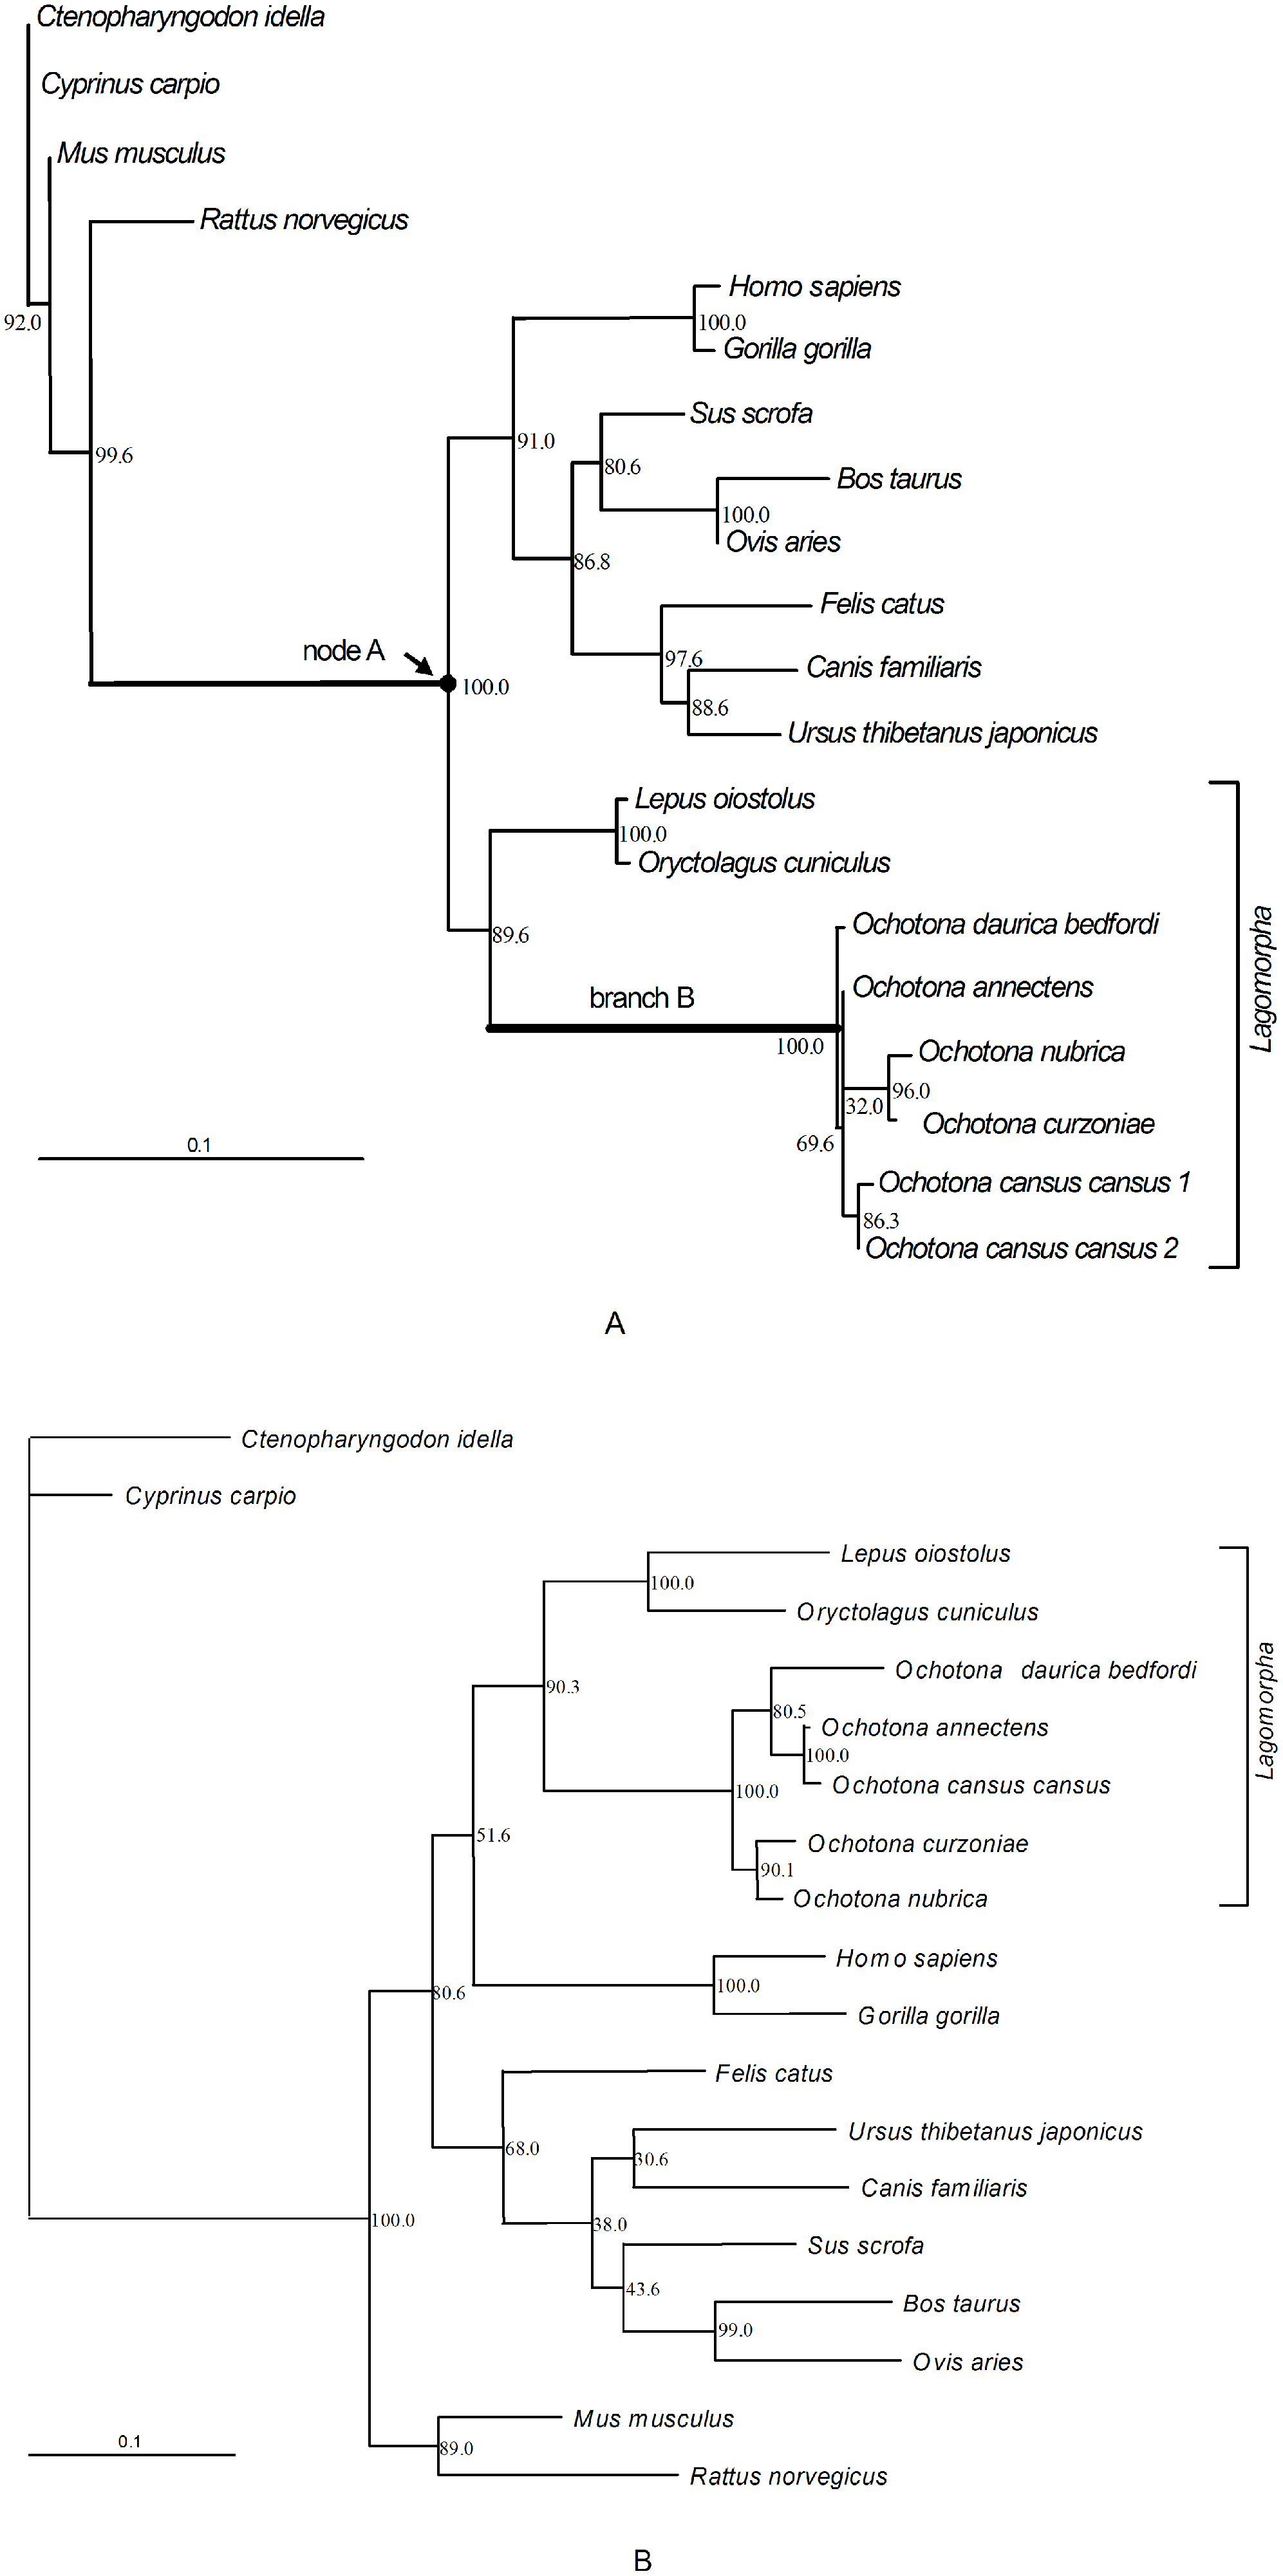 Ctenopharyngodon idella
Cyprinus carpio
Mus musculus
Rattus norvegicus
Homo sapiens
92.0
100.0
Gorilla gorilla
Sus scrofa
91.0
99.6
80.6
Bos taurus
100.0
Ovis aries
86.8
Felis catus
node A
97.6
Canis familiaris
100.0
88.6
Ursus thibetanus japonicus
Lepus oiostolus
100.0
Oryctolagus cuniculus
Ochotona daurica bedfordi
89.6
Lagomorpha
Ochotona annectens
branch B
100.0
Ochotona nubrica
96.0
32.0
Ochotona curzoniae
0.1
69.6
Ochotona cansus cansus 1
86.3
Ochotona cansus cansus 2
A
Ctenopharyngodon idella
Cyprinus carpio
Lepus oiostolus
100.0
Oryctolagus cuniculus
Ochotona daurica bedfordi
90.3
Lagomorpha
80.5
Ochotona annectens
100.0
Ochotona cansus cansus
100.0
51.6
Ochotona curzoniae
90.1
Ochotona nubrica
Homo sapiens
100.0
80.6
Gorilla gorilla
Felis catus
Ursus thibetanus japonicus
68.0
30.6
Canis familiaris
100.0
38.0
Sus scrofa
43.6
Bos taurus
99.0
Ovis aries
Mus musculus
0.1
89.0
Rattus norvegicus
B